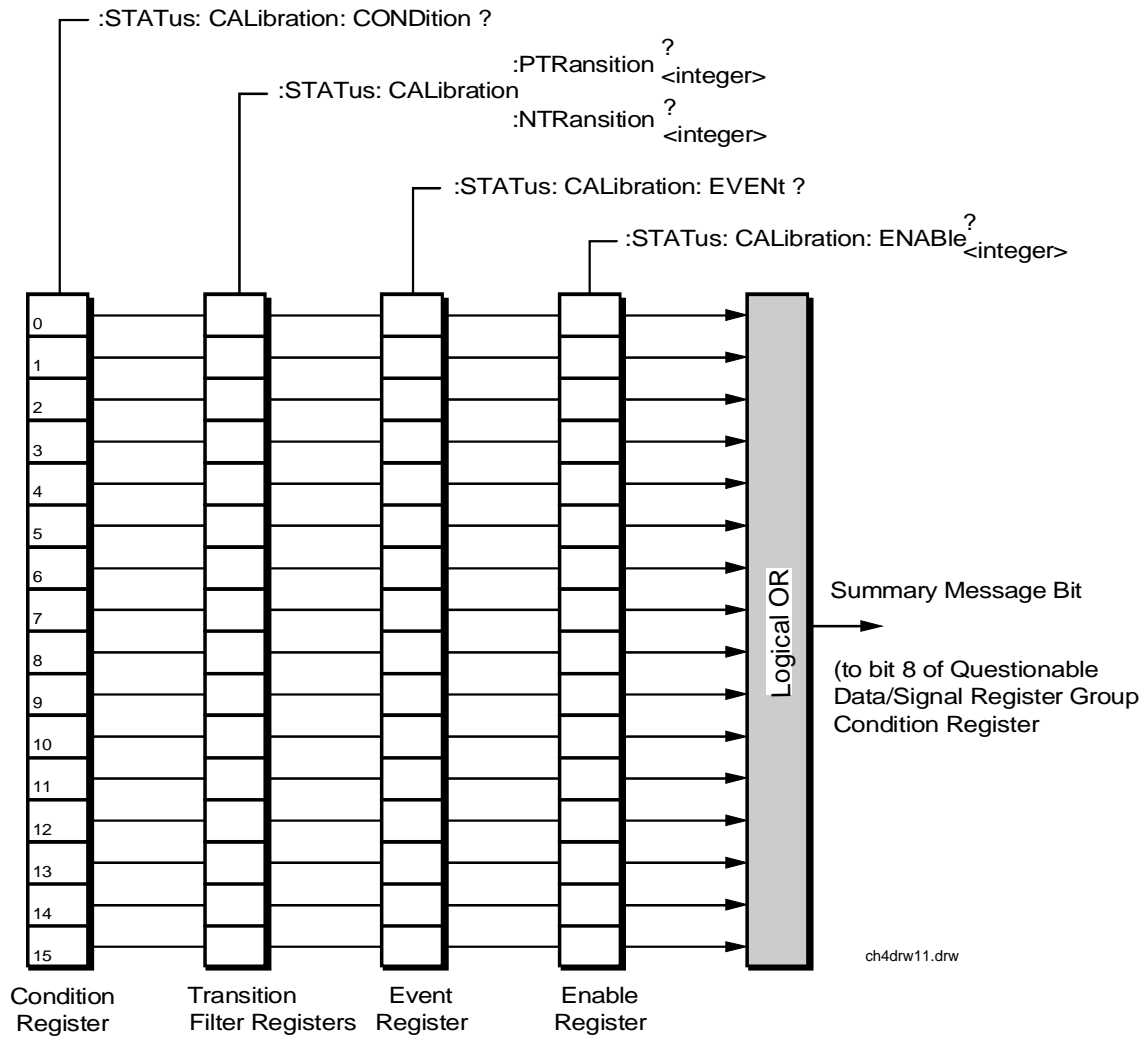 :STATus: CALibration: CONDition ?
?
:PTRansition
<integer>
:STATus: CALibration
?
:NTRansition
<integer>
:STATus: CALibration: EVENt ?
?
:STATus: CALibration: ENABle
<integer>
0
1
2
3
4
5
6
7
8
9
10
11
12
13
14
15
Logical OR
Summary Message Bit
(to bit 8 of Questionable
Data/Signal Register Group
Condition Register
ch4drw11.drw
Condition
Register
Transition
Filter Registers
Event
Register
Enable
Register